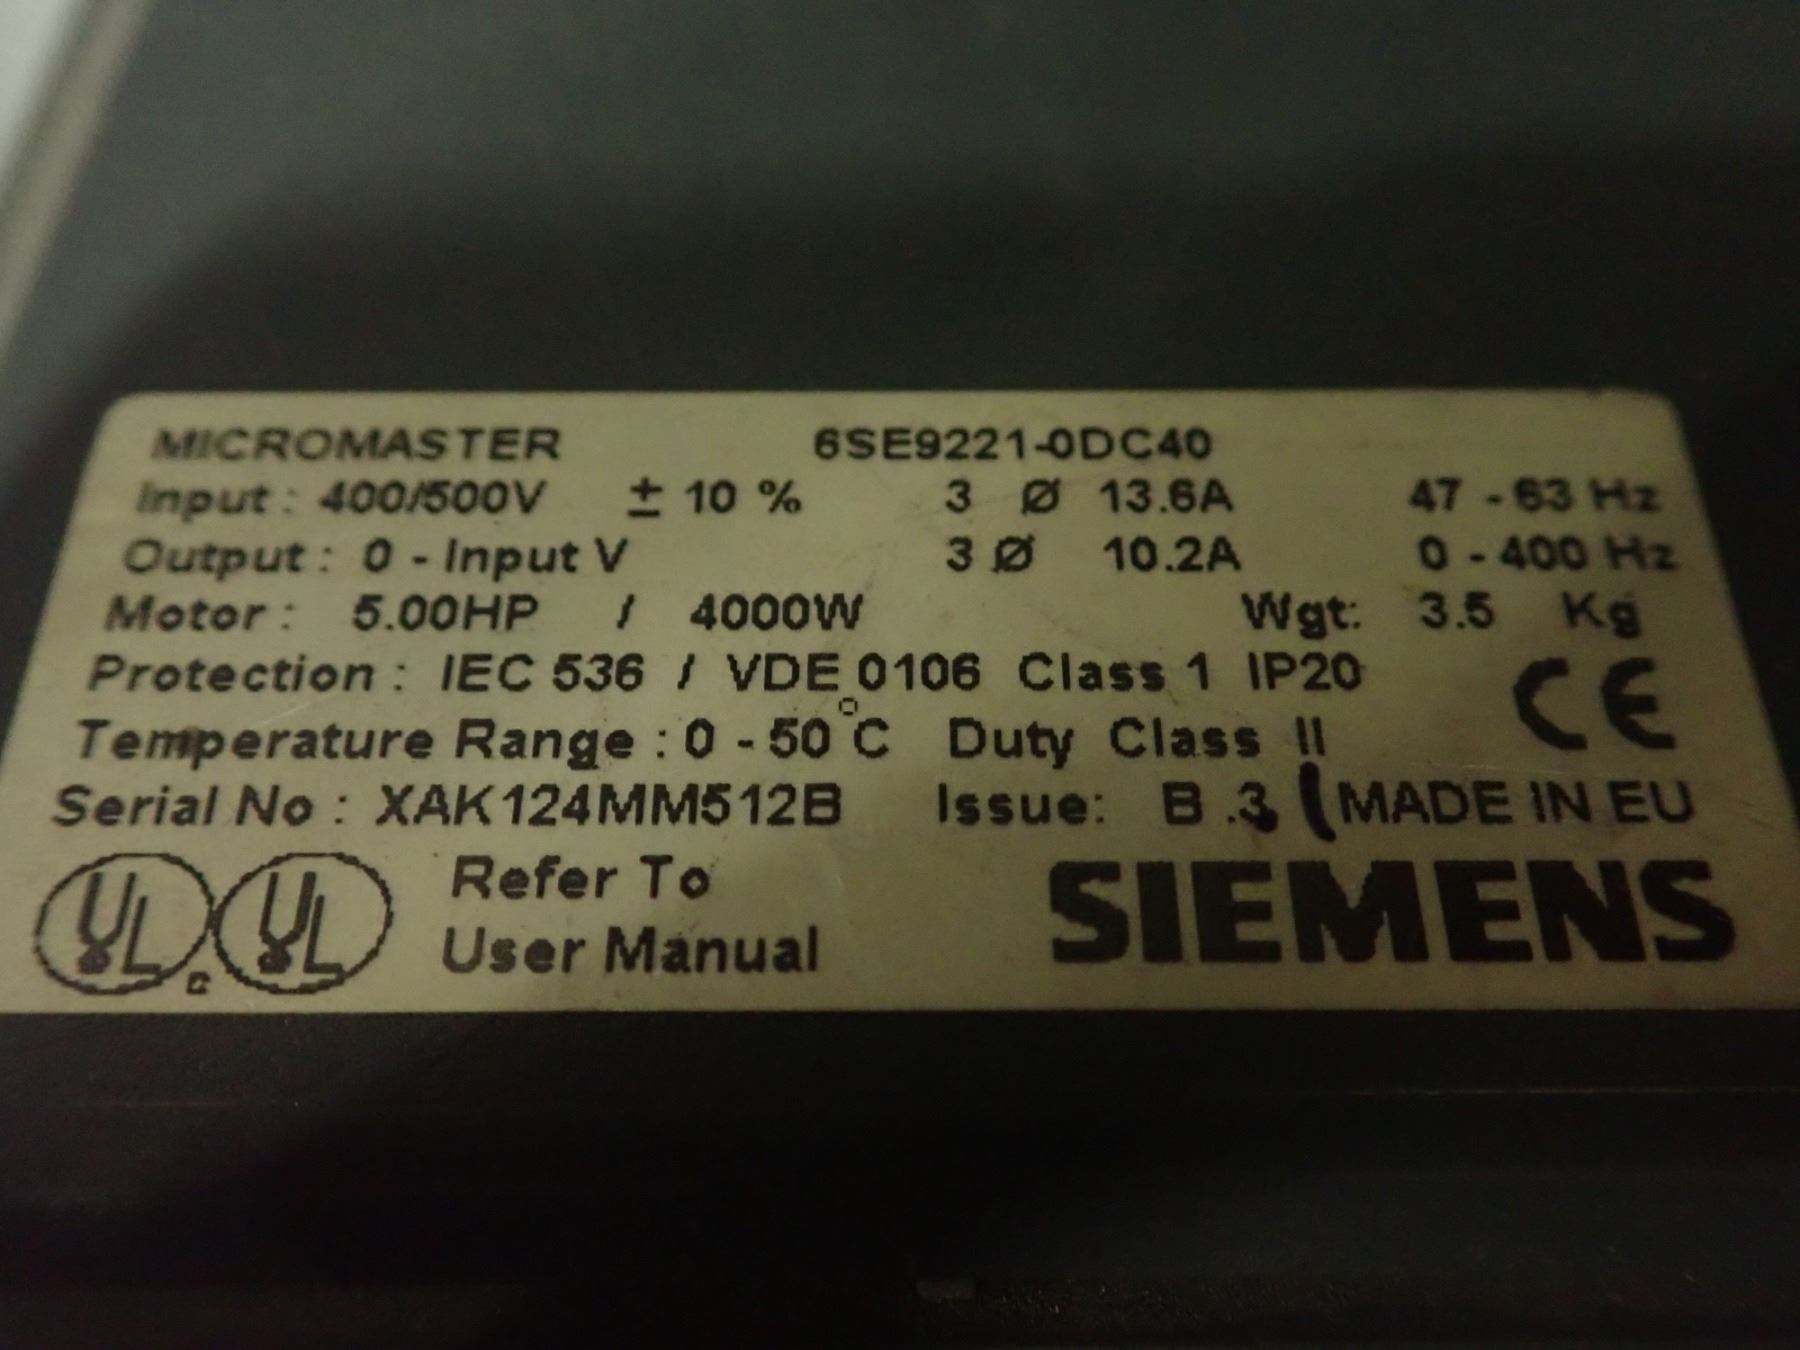 MICROMASTER 6SE9221-0DC40
Input : 400/500V ± 10 % 3 Ø 13.6A 47 - 63 Hz
Output : 0 - Input V 3 Ø 10.2A 0 - 400 Hz
Motor : 5.00HP / 4000W Wgt: 3.5 Kg
Protection : IEC 536 / VDE 0106 Class 1 IP20
CE
Temperature Range : 0 - 50 °C Duty Class II
Serial No : XAK124MM512B Issue: B .3 MADE IN EU
UL c UL
Refer To
User Manual
SIEMENS